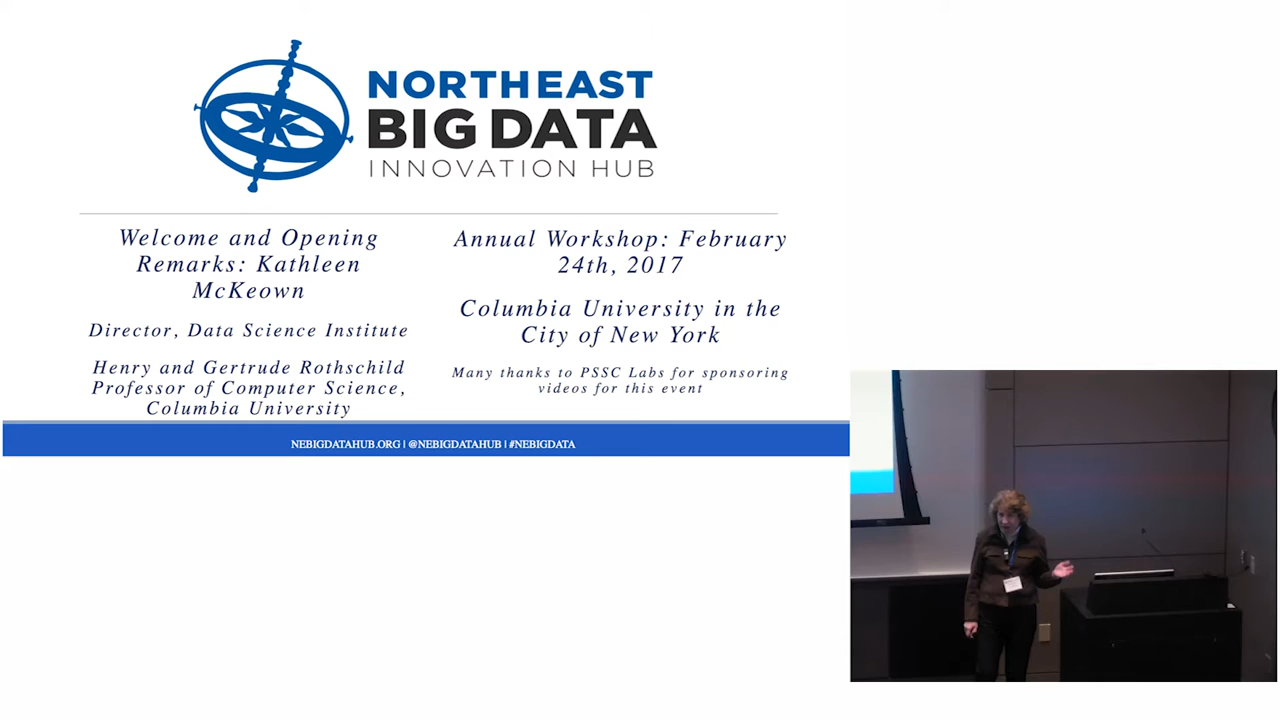 NORTHEAST
BIG DATA
INNOVATION HUB
Welcome and Opening
Remarks: Kathleen
McKeown
Director, Data Science Institute
Henry and Gertrude Rothschild
Professor of Computer Science,
Columbia University
Annual Workshop: February
24th, 2017
Columbia University in the
City of New York
Many thanks to PSSC Labs for sponsoring
videos for this event
NEBIGDATAHUB.ORG | @NEBIGDATAHUB | #NEBIGDATA